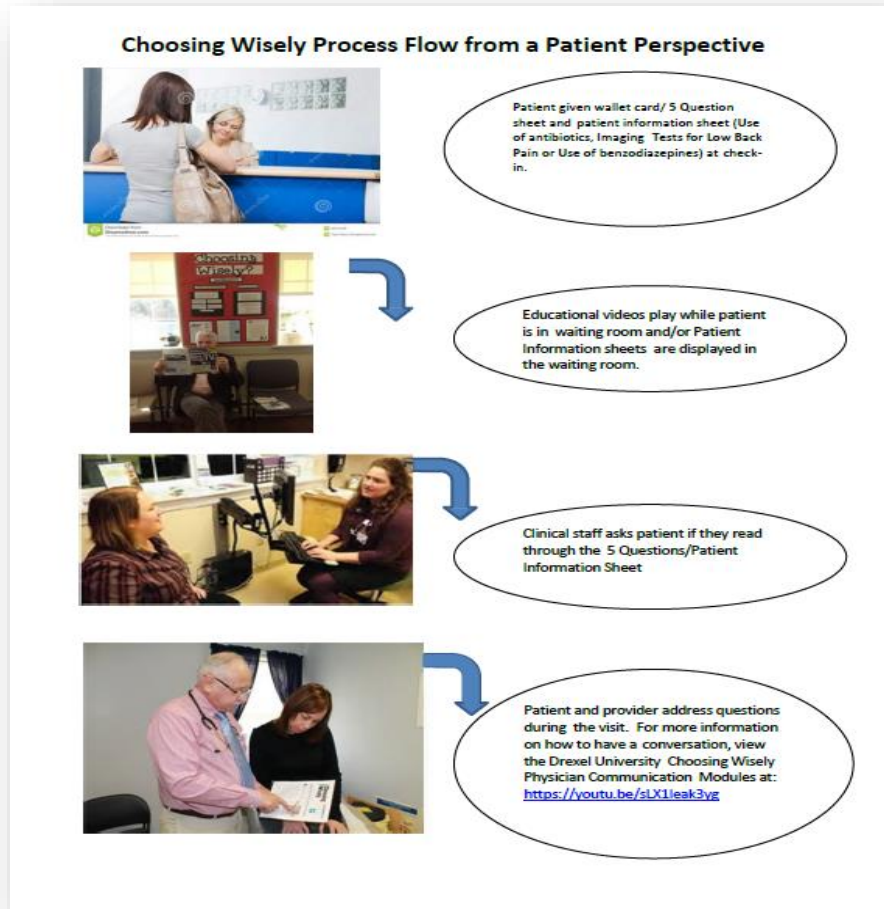 Choosing Wisely Process Flow from a Patient Perspective
Patient given wallet card/ 5 Question
sheet and patient information sheet (Use
of antibiotics, Imaging Tests for Low Back
Pain or Use of benzodiazepines) at check-
in.
Choosing
Wisely?
Educational videos play while patient
is in waiting room and/or Patient
Information sheets are displayed in
the waiting room.
Clinical staff asks patient if they read
through the 5 Questions/Patient
Information Sheet
Patient and provider address questions
during the visit. For more information
on how to have a conversation, view
the Drexel University Choosing Wisely
Physician Communication Modules at:
https://youtu.be/sLX1leak3yg